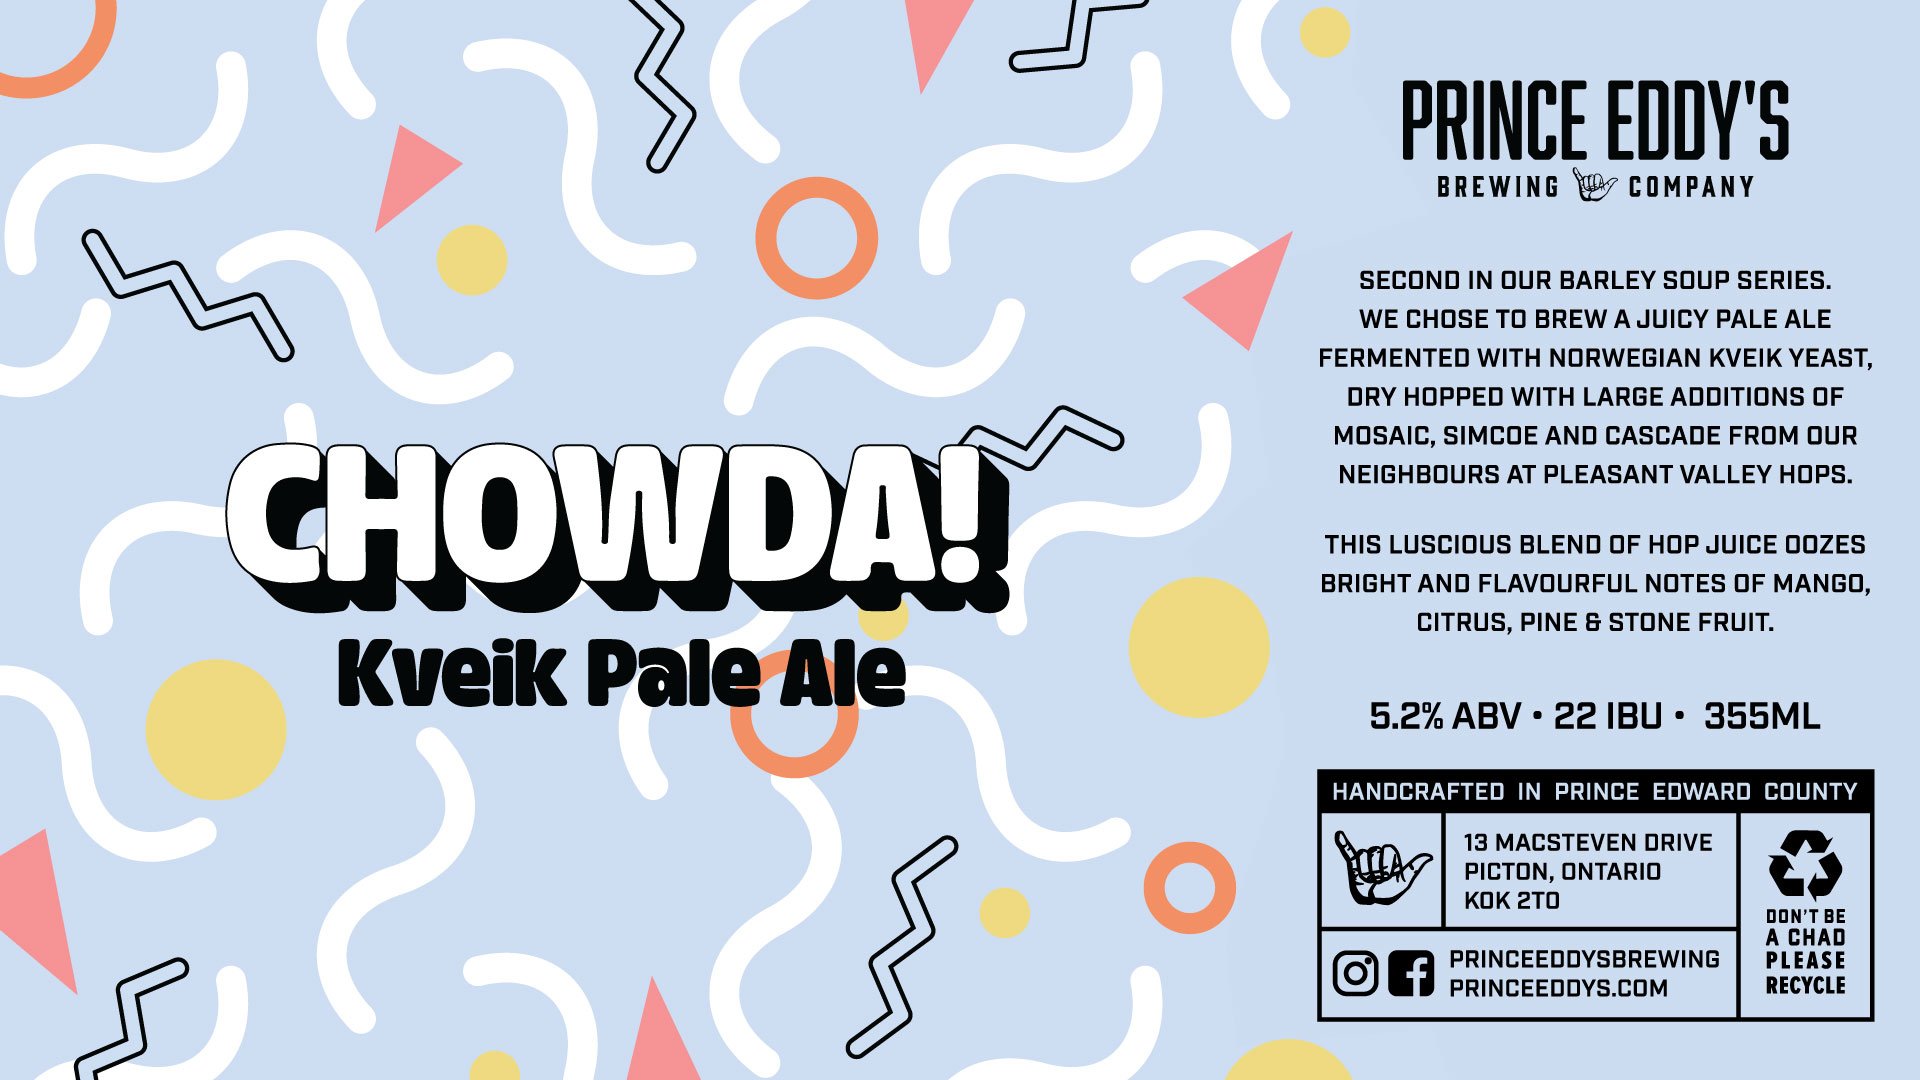 CHOWDA!
Kveik Pale Ale
PRINCE EDDY'S
BREWING COMPANY
SECOND IN OUR BARLEY SOUP SERIES.
WE CHOSE TO BREW A JUICY PALE ALE
FERMENTED WITH NORWEGIAN KVEIK YEAST,
DRY HOPPED WITH LARGE ADDITIONS OF
MOSAIC, SIMCOE AND CASCADE FROM OUR
NEIGHBOURS AT PLEASANT VALLEY HOPS.
THIS LUSCIOUS BLEND OF HOP JUICE OOZES
BRIGHT AND FLAVOURFUL NOTES OF MANGO,
CITRUS, PINE & STONE FRUIT.
5.2% ABV • 22 IBU • 355ML
HANDCRAFTED IN PRINCE EDWARD COUNTY
13 MACSTEVEN DRIVE
PICTON, ONTARIO
K0K 2T0
PRINCEEDDYSBREWING
PRINCEEDDYS.COM
DON'T BE
A CHAD
PLEASE
RECYCLE